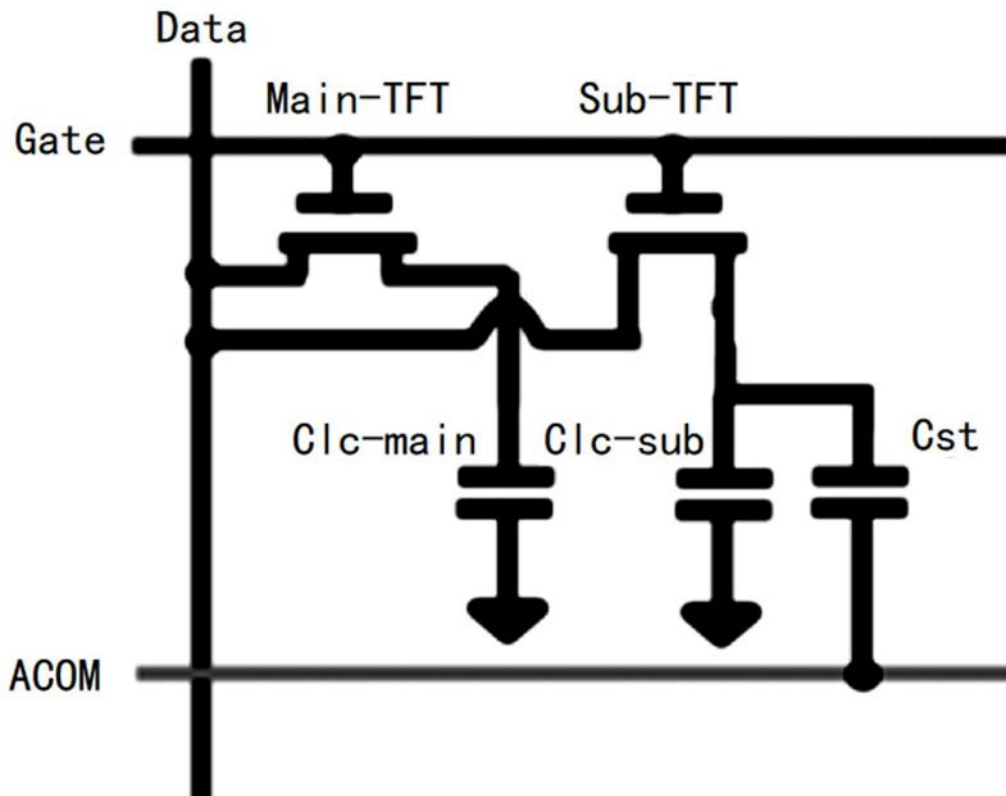 Data
Main-TFT
Sub-TFT
Gate
Clc-main
Clc-sub
Cst
ACOM